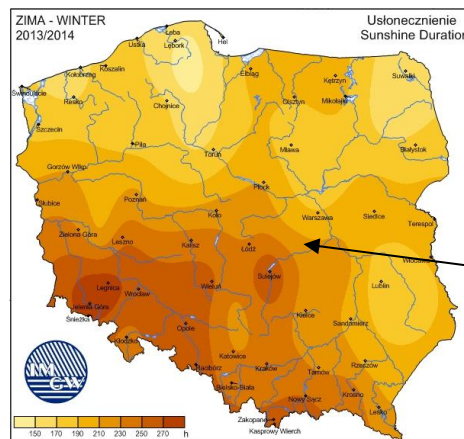 ZIMA - WINTER
2013/2014
Usłonecznienie
Sunshine Duration
Łeba
Hel
Ustka
Lębork
Koszalin
Kołobrzeg
Elbląg
Kętrzyn
Suwałki
Świnoujście
Resko
Chojnice
Olsztyn
Mikołajki
Szczecin
Piła
Toruń
Mława
Białystok
Gorzów Wlkp.
Płock
Słubice
Poznań
Koło
Warszawa
Siedlce
Terespol
Zielona Góra
Leszno
Kalisz
Łódź
Włodawa
Sulejów
Legnica
Wieluń
Lublin
Wrocław
Jelenia Góra
Śnieżka
Kielce
Opole
Sandomierz
Kłodzko
Katowice
Racibórz
Kraków
Tarnów
Rzeszów
Bielsko-Biała
Nowy Sącz
Krosno
Lesko
Zakopane
Kasprowy Wierch
IM
GW
150 170 190 210 230 250 270 h